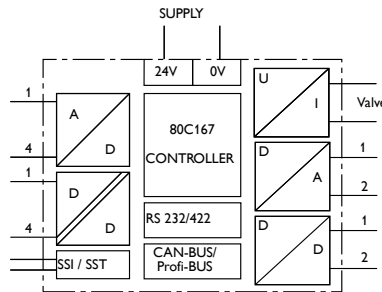 SUPPLY
24V 0V
1
A
D
4
1
D
D
4
SSI / SST
80C167
CONTROLLER
RS 232/422
CAN-BUS/
Profi-BUS
U
I
Valve
D
A
1
2
D
D
1
2